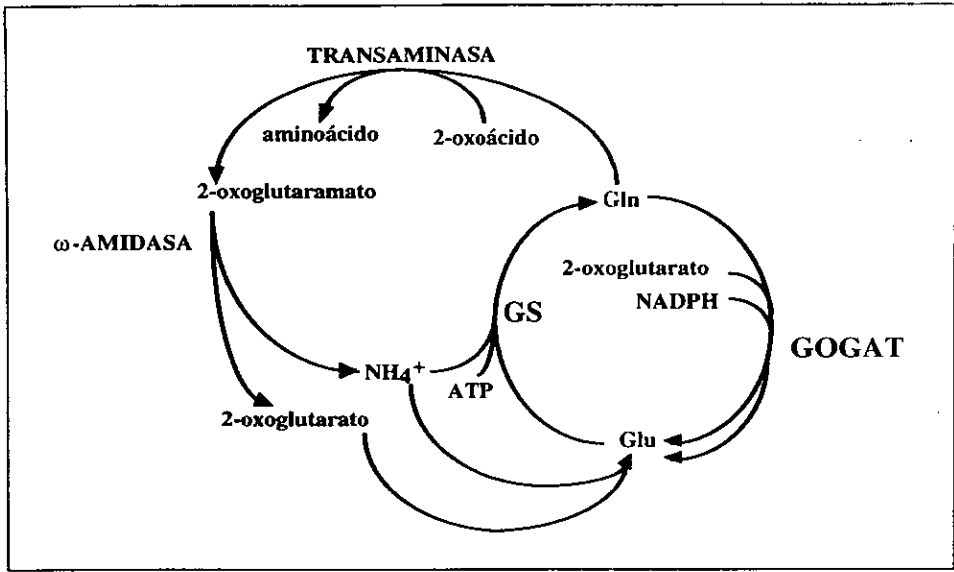 TRANSAMINASA
aminoácido
2-oxoácido
2-oxoglutaramato
Gln
ω-AMIDASA
2-oxoglutarato
NADPH
GS
GOGAT
NH4+
ATP
2-oxoglutarato
Glu